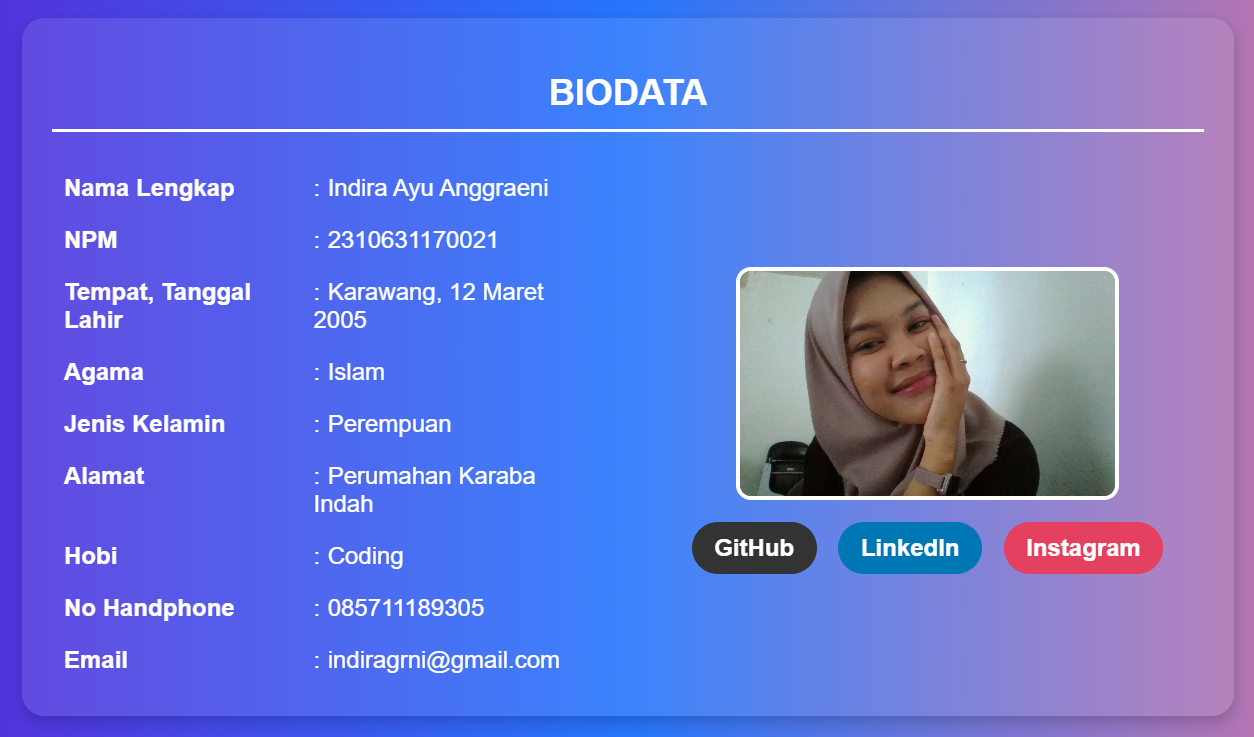 BIODATA
Nama Lengkap : Indira Ayu Anggraeni
NPM : 2310631170021
Tempat, Tanggal : Karawang, 12 Maret
Lahir 2005
Agama : Islam
Jenis Kelamin : Perempuan
Alamat : Perumahan Karaba
Indah
Hobi : Coding
No Handphone : 085711189305
Email : indiragrni@gmail.com
GitHub LinkedIn Instagram